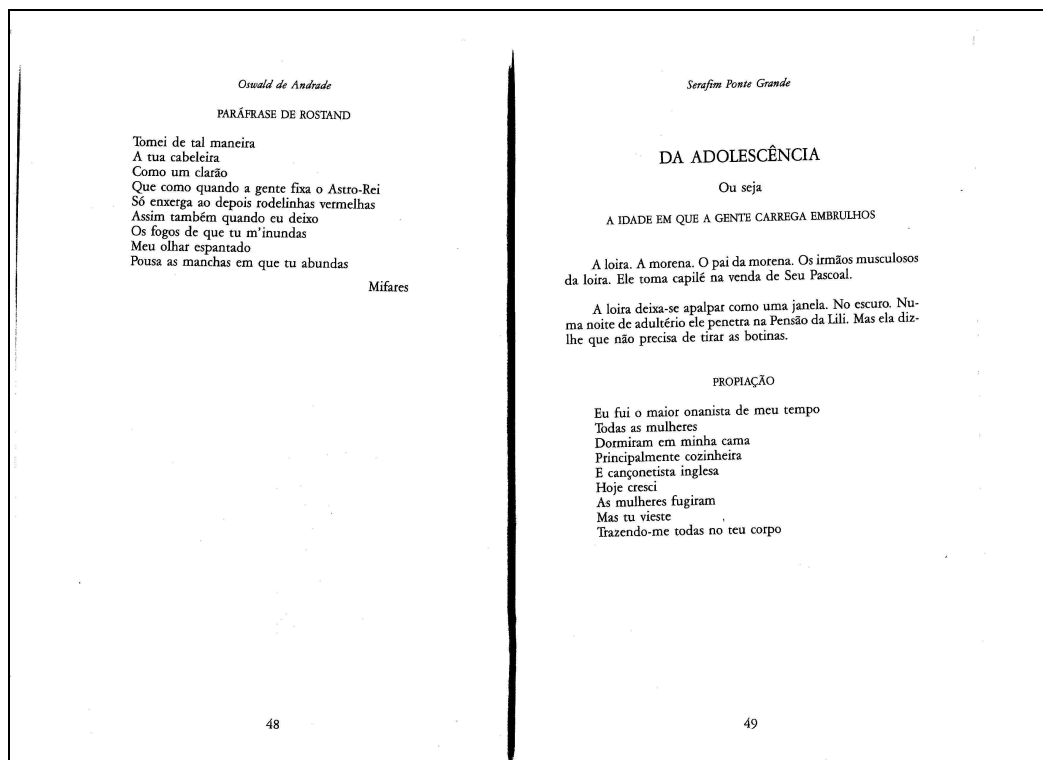 Oswald de Andrade
PARÁFRASE DE ROSTAND
Tomei de tal maneira
A tua cabeleira
Como um clarão
Que como quando a gente fixa o Astro-Rei
Só enxerga ao depois rodelinhas vermelhas
Assim também quando eu deixo
Os fogos de que tu m'inundas
Meu olhar espantado
Pousa as manchas em que tu abundas
Mifares
48
Serafim Ponte Grande
DA ADOLESCÊNCIA
Ou seja
A IDADE EM QUE A GENTE CARREGA EMBRULHOS
A loira. A morena. O pai da morena. Os irmãos musculosos
da loira. Ele toma capilé na venda de Seu Pascoal.
A loira deixa-se apalpar como uma janela. No escuro. Nu-
ma noite de adultério ele penetra na Pensão da Lili. Mas ela diz-
lhe que não precisa de tirar as botinas.
PROPIAÇÃO
Eu fui o maior onanista de meu tempo
Todas as mulheres
Dormiram em minha cama
Principalmente cozinheira
E cançonetista inglesa
Hoje cresci
As mulheres fugiram
Mas tu vieste
Trazendo-me todas no teu corpo
49